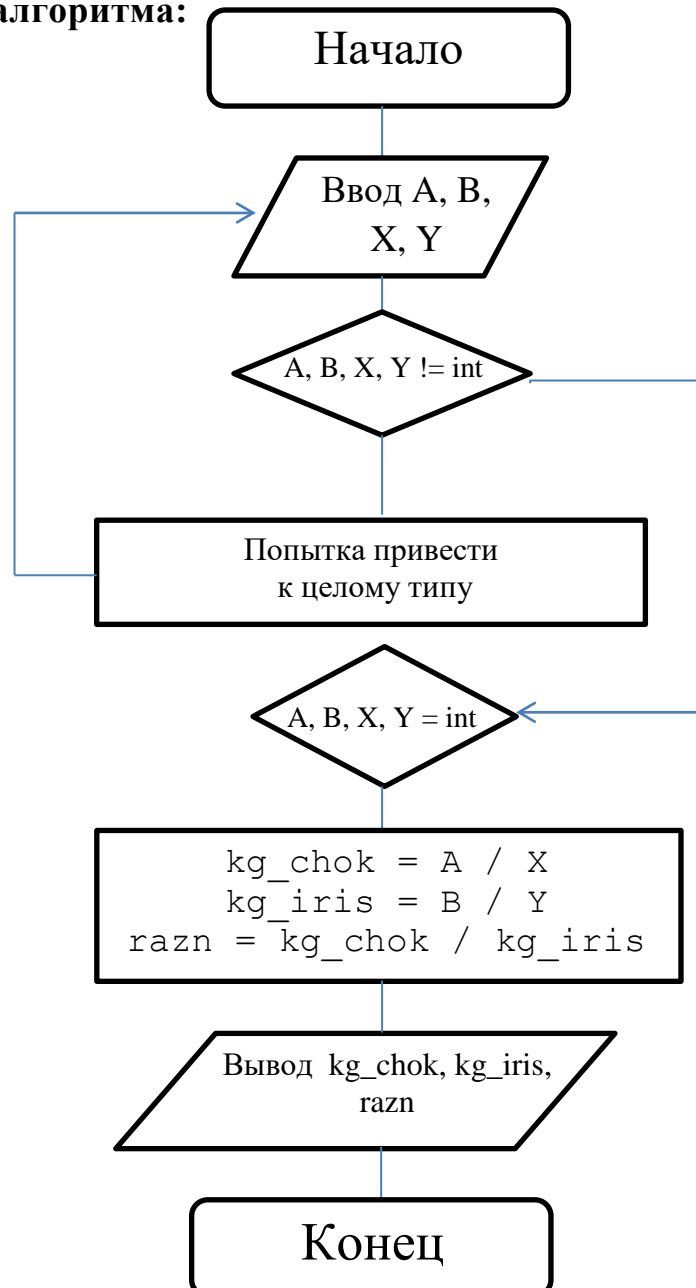 алгоритма:
Начало
Ввод A, B,
X, Y
A, B, X, Y != int
Попытка привести
к целому типу
A, B, X, Y = int
kg_chok = A / X
kg_iris = B / Y
razn = kg_chok / kg_iris
Вывод kg_chok, kg_iris,
razn
Конец